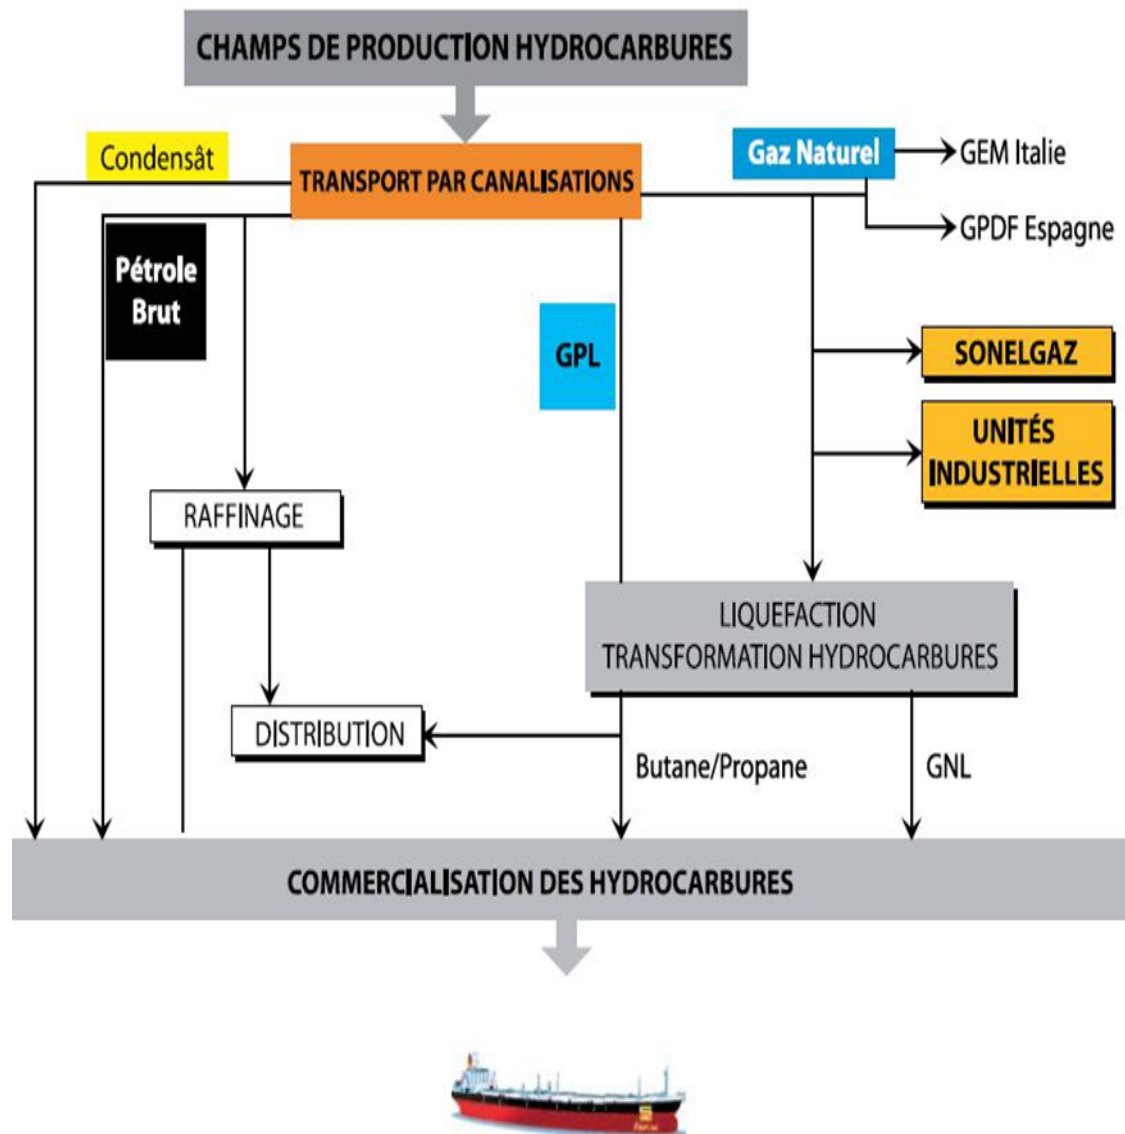 CHAMPS DE PRODUCTION HYDROCARBURES
Condensât
TRANSPORT PAR CANALISATIONS
Gaz Naturel
GEM Italie
GPDF Espagne
Pétrole
Brut
GPL
SONELGAZ
UNITÉS
INDUSTRIELLES
RAFFINAGE
LIQUEFACTION
TRANSFORMATION HYDROCARBURES
DISTRIBUTION
Butane/Propane
GNL
COMMERCIALISATION DES HYDROCARBURES